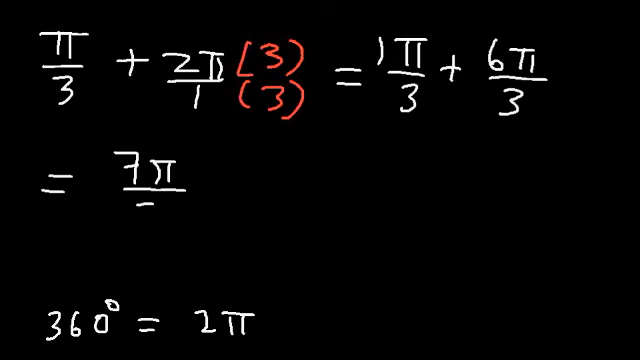 π/3 + 2π/1 (3)/(3) = 1π/3 + 6π/3
= 7π/
360° = 2π